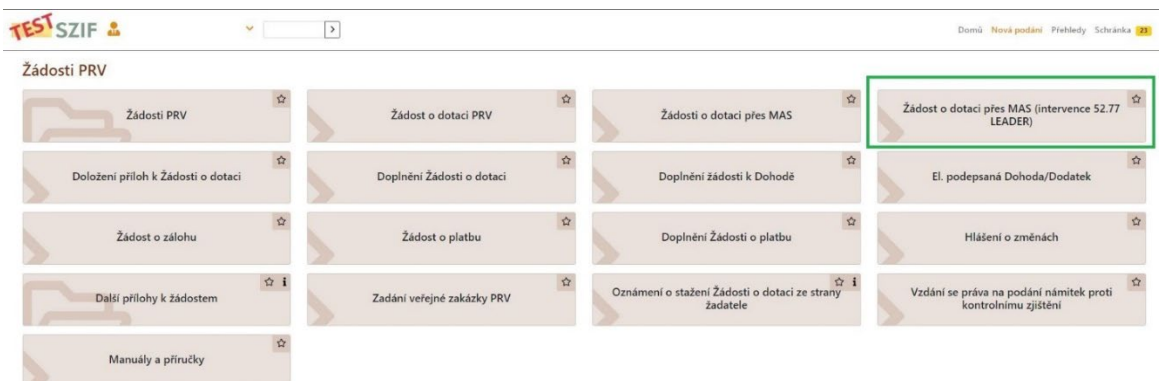 TEST SZIF
Domů Nová podání Přehledy Schránka 23
Žádosti PRV
Žádosti PRV
Žádost o dotaci PRV
Žádosti o dotaci přes MAS
Žádost o dotaci přes MAS (intervence 52.77
LEADER)
Doložení příloh k Žádosti o dotaci
Doplnění Žádosti o dotaci
Doplnění žádosti k Dohodě
El. podepsaná Dohoda/Dodatek
Žádost o zálohu
Žádost o platbu
Doplnění Žádosti o platbu
Hlášení o změnách
Další přílohy k žádostem
Zadání veřejné zakázky PRV
Oznámení o stažení Žádosti o dotaci ze strany
žadatele
Vzdání se práva na podání námitek proti
kontrolnímu zjištění
Manuály a příručky